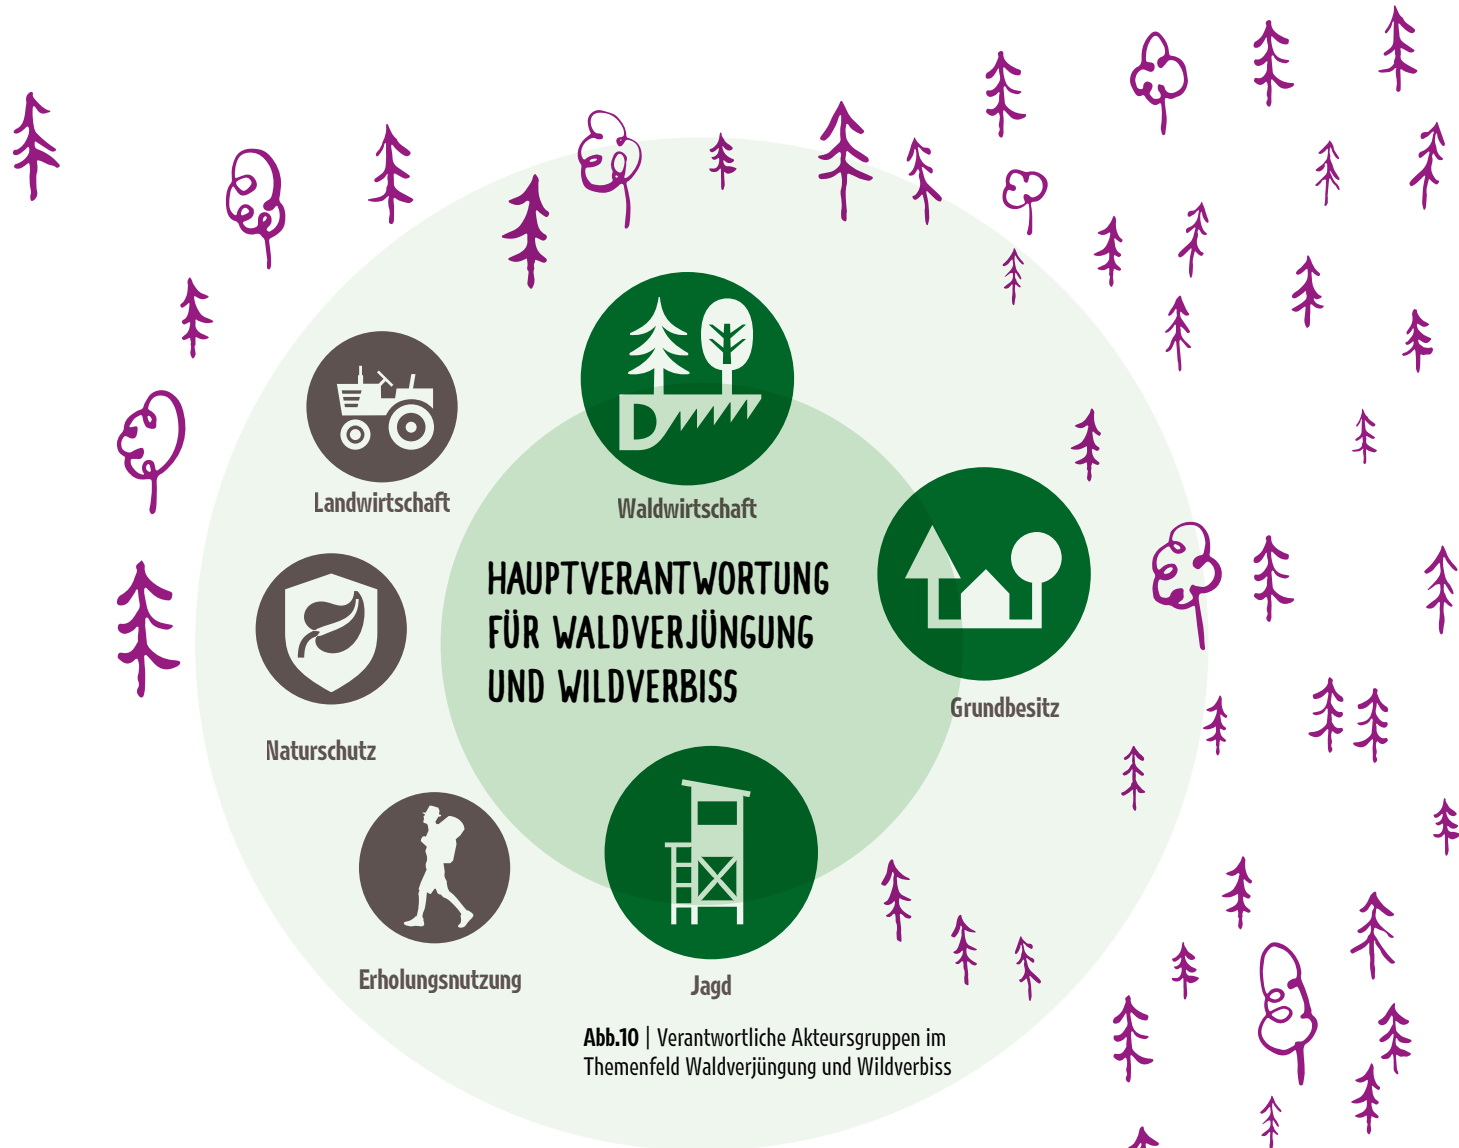 Landwirtschaft
Waldwirtschaft
HAUPTVERANTWORTUNG
FÜR WALDVERJÜNGUNG
UND WILDVERBISS
Grundbesitz
Naturschutz
Erholungsnutzung
Jagd
Abb.10 | Verantwortliche Akteursgruppen im
Themenfeld Waldverjüngung und Wildverbiss